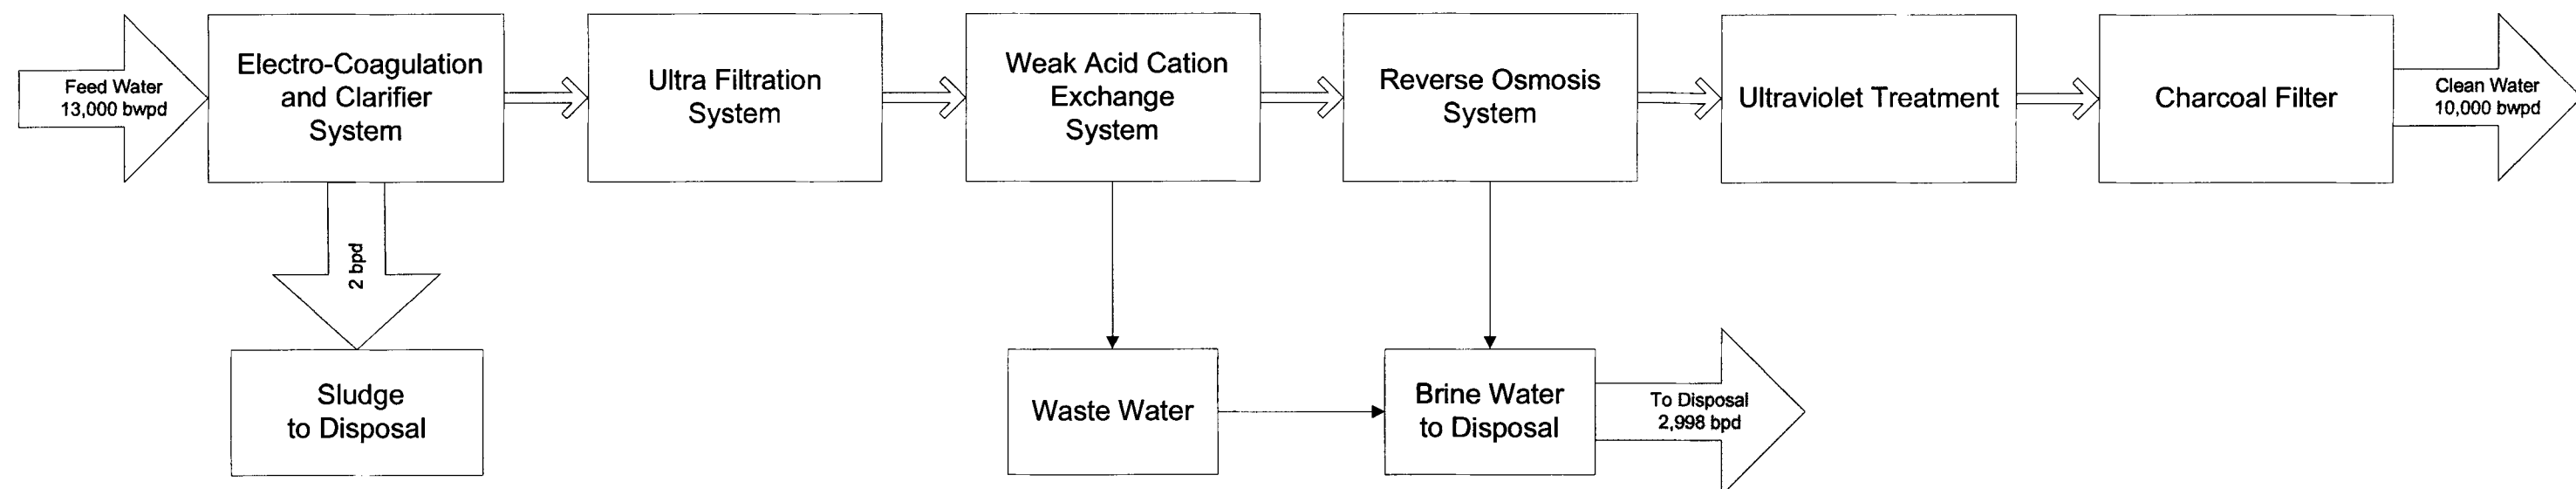 Feed Water
13,000 bwpd
Electro-Coagulation
and Clarifier
System
Ultra Filtration
System
Weak Acid Cation
Exchange
System
Reverse Osmosis
System
Ultraviolet Treatment
Charcoal Filter
Clean Water
10,000 bwpd
2 bpd
Sludge
to Disposal
Waste Water
Brine Water
to Disposal
To Disposal
2,998 bpd